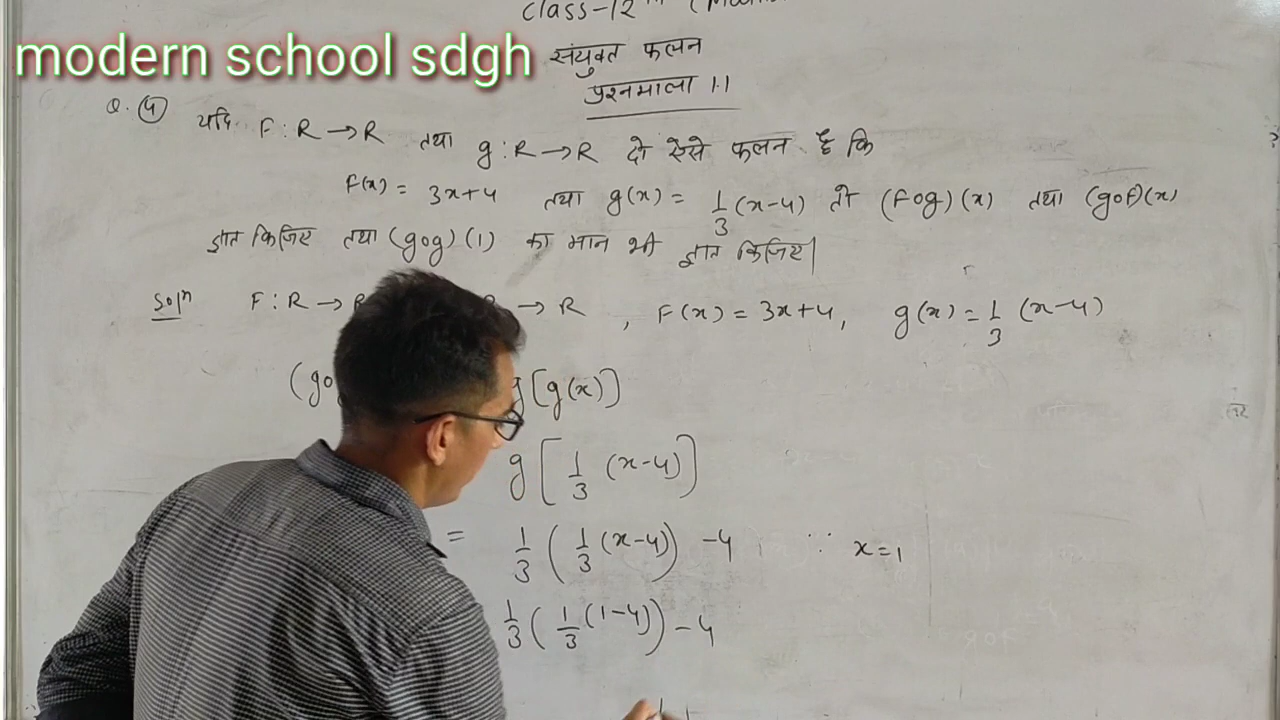 Class-12th
modern school sdgh
संयुक्त फलन
प्रश्नमाला 1.1
Q. (4) यदि F : R → R तथा g : R → R दो ऐसे फलन है कि
F(x) = 3x+4 तथा g(x) = 1/3 (x-4) तो (Fog)(x) तथा (goF)(x)
ज्ञात किजिए तथा (gog)(1) का मान भी ज्ञात किजिए|
Solⁿ F : R → R → R , F(x) = 3x+4, g(x) = 1/3 (x-4)
(go g[g(x)]
g[1/3 (x-4)]
= 1/3 (1/3 (x-4)) -4 ∵ x=1
1/3 (1/3 (1-4)) -4